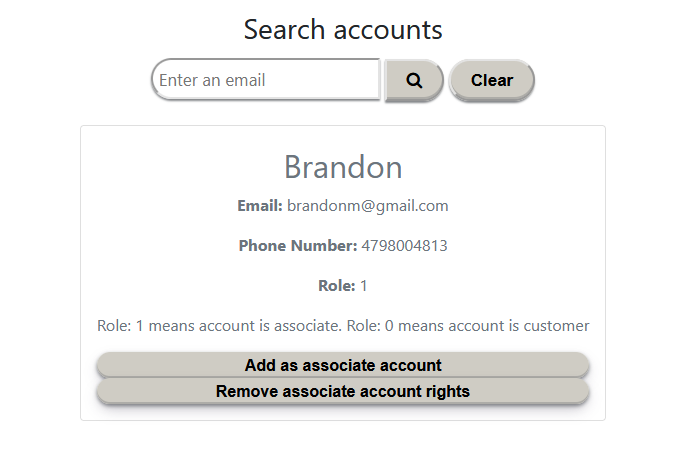 Search accounts
Enter an email
Clear
Brandon
Email: brandonm@gmail.com
Phone Number: 4798004813
Role: 1
Role: 1 means account is associate. Role: 0 means account is customer
Add as associate account
Remove associate account rights